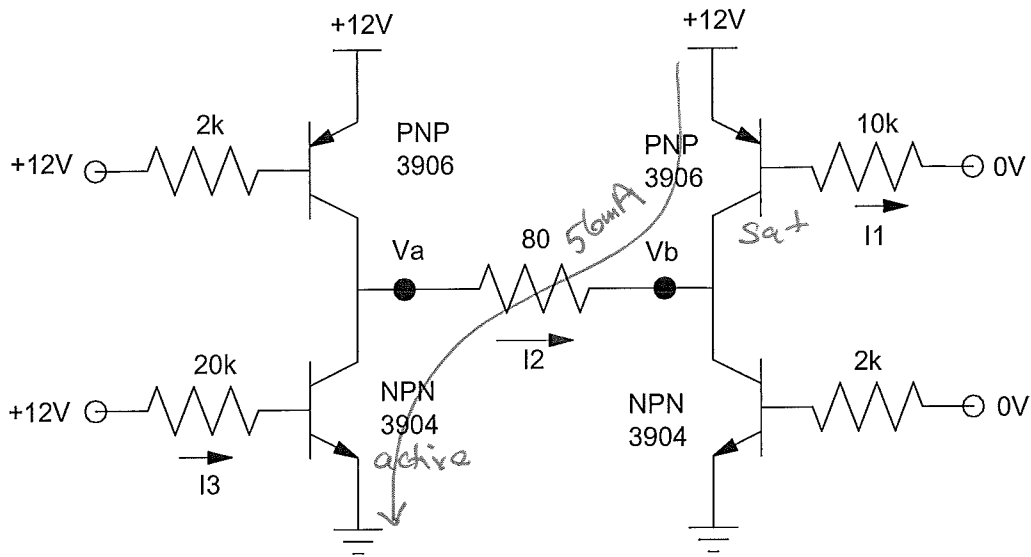 +12V
+12V
2k
PNP
3906
PNP
3906
10k
+12V
0V
I1
Sat
56mA
Va
80
Vb
I2
20k
NPN
3904
NPN
3904
2k
+12V
0V
I3
active